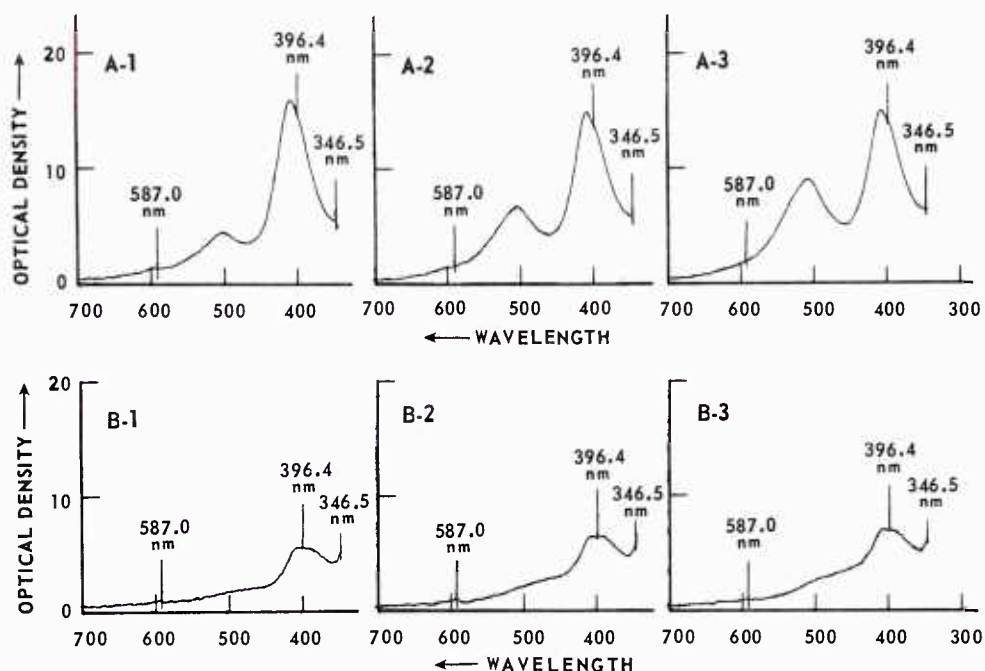 OPTICAL DENSITY
20
10
0
A-1
396.4
nm
346.5
nm
587.0
nm
A-2
396.4
nm
346.5
nm
587.0
nm
A-3
396.4
nm
346.5
nm
587.0
nm
700 600 500 400
700 600 500 400
700 600 500 400 300
WAVELENGTH
OPTICAL DENSITY
20
10
0
B-1
396.4
nm
346.5
nm
587.0
nm
B-2
396.4
nm
346.5
nm
587.0
nm
B-3
396.4
nm
346.5
nm
587.0
nm
700 600 500 400
700 600 500 400
700 600 500 400 300
WAVELENGTH